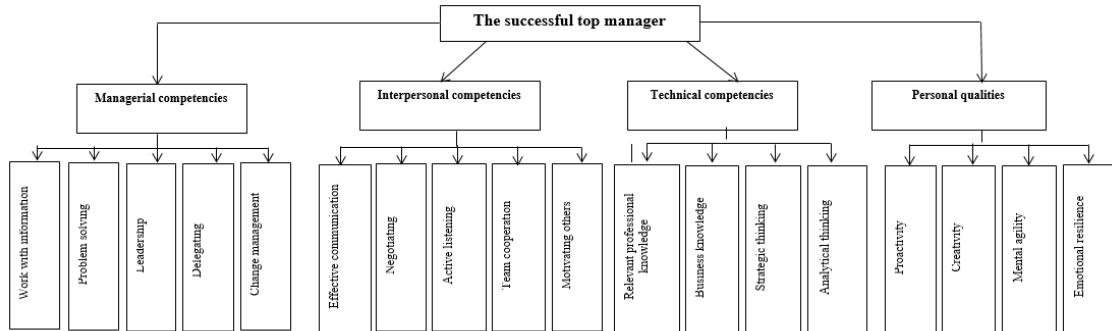 The successful top manager
Managerial competencies
Interpersonal competencies
Technical competencies
Personal qualities
Work with information
Problem solving
Leadership
Delegating
Change management
Effective communication
Negotiating
Active listening
Team cooperation
Motivating others
Relevant professional
knowledge
Business knowledge
Strategic thinking
Analytical thinking
Proactivity
Creativity
Mental agility
Emotional resilience